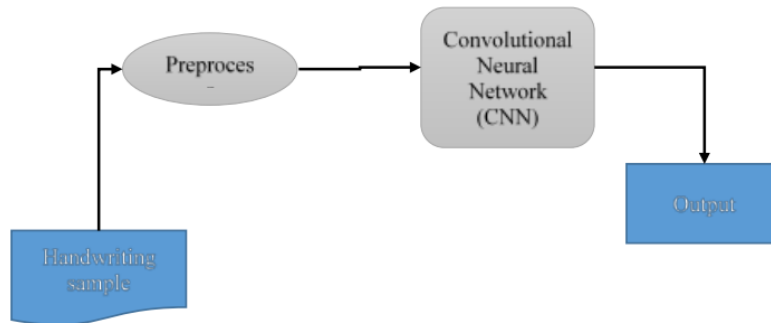 Handwriting
sample
Preproces
Convolutional
Neural
Network
(CNN)
Output